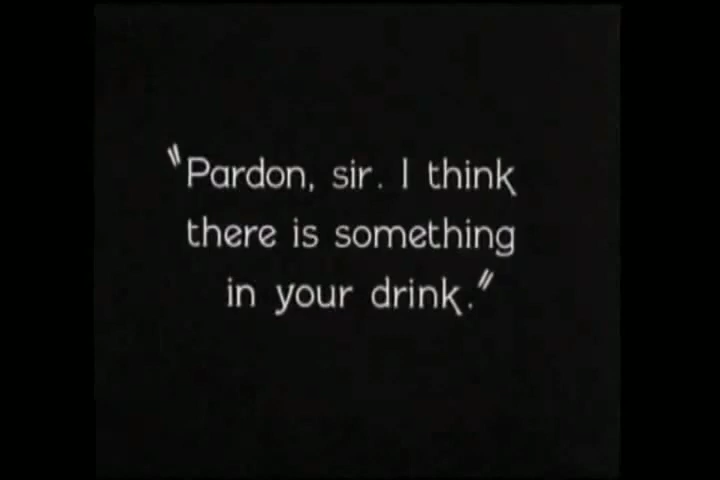 "Pardon, sir. I think
there is something
in your drink."